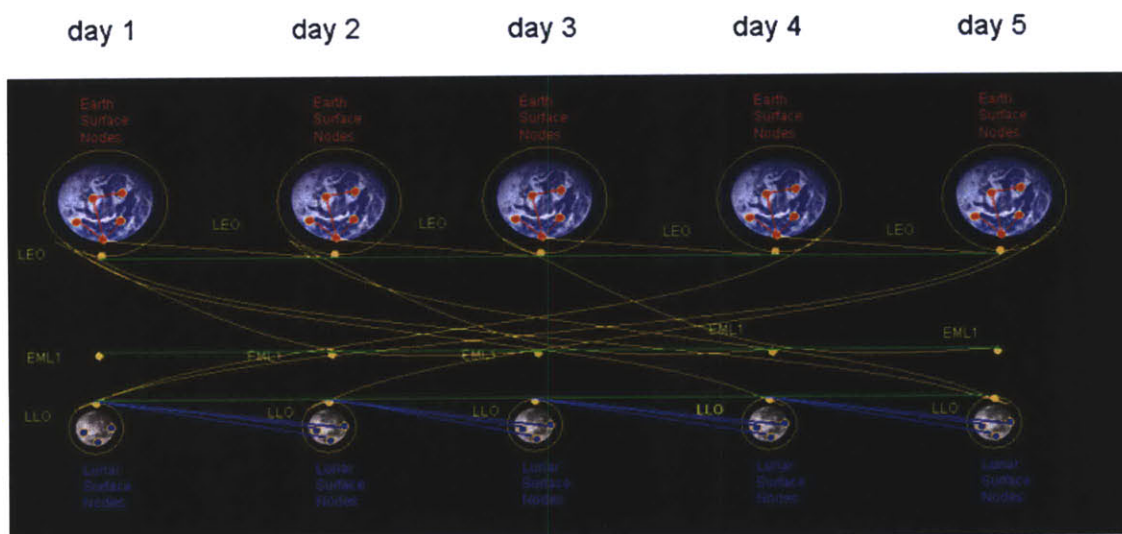 day 1 day 2 day 3 day 4 day 5
Earth Earth Earth Earth Earth
Surface Surface Surface Surface Surface
Nodes Nodes Nodes Nodes Nodes
LEO LEO LEO LEO
LEO
EML1 EML1
EML1 EML1 EML1
LLO LLO LLO LLO LLO
Lunar Lunar Lunar Lunar Lunar
Surface Surface Surface Surface Surface
Nodes Nodes Nodes Nodes Nodes